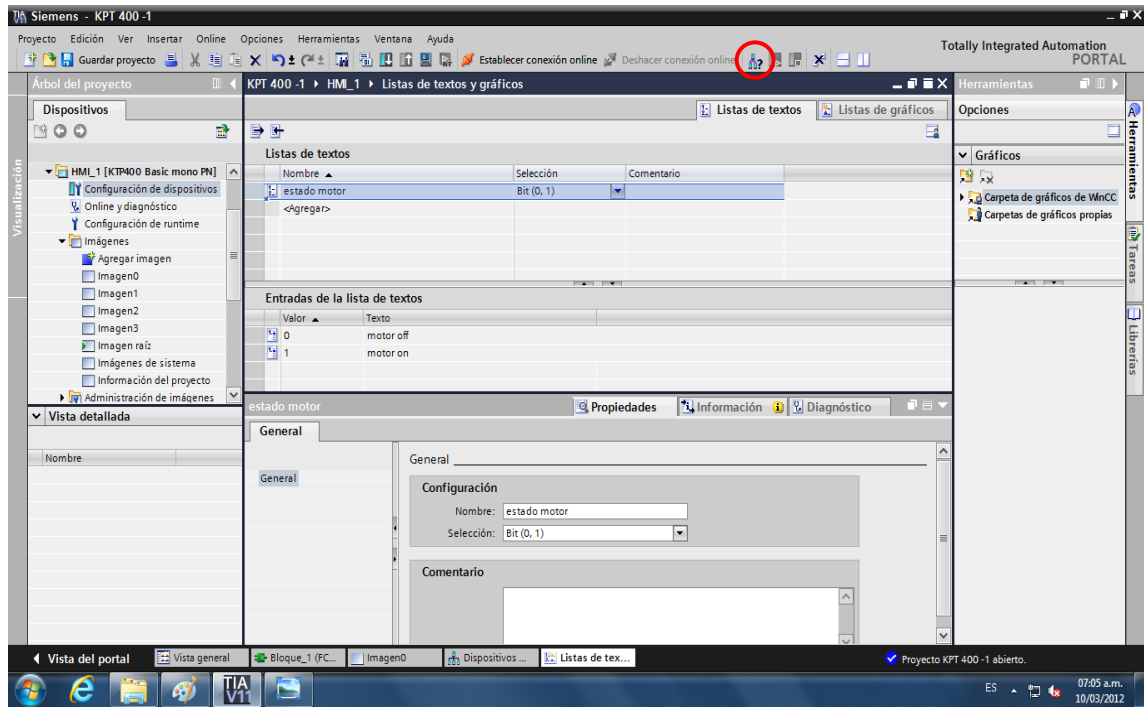 Siemens - KPT 400 -1
Proyecto Edición Ver Insertar Online Opciones Herramientas Ventana Ayuda
Totally Integrated Automation
PORTAL
Guardar proyecto
Establecer conexión online
Deshacer conexión online
Árbol del proyecto
KPT 400 -1 HMI_1 Listas de textos y gráficos
Herramientas
Dispositivos
Listas de textos
Listas de gráficos
Opciones
Visualización
HMI_1 [KTP400 Basic mono PN]
Configuración de dispositivos
Online y diagnóstico
Configuración de runtime
Imágenes
Agregar imagen
Imagen0
Imagen1
Imagen2
Imagen3
Imagen raíz
Imágenes de sistema
Información del proyecto
Administración de imágenes
Vista detallada
Nombre
Listas de textos
Nombre Selección Comentario
estado motor Bit (0, 1)
<Agregar>
Entradas de la lista de textos
Valor Texto
0 motor off
1 motor on
estado motor
Propiedades
Información
Diagnóstico
General
General
General
Configuración
Nombre: estado motor
Selección: Bit (0, 1)
Comentario
Gráficos
Carpeta de gráficos de WinCC
Carpetas de gráficos propias
Herramientas
Tareas
Librerías
Vista del portal
Vista general
Bloque_1 (FC...
Imagen0
Dispositivos ...
Listas de tex...
Proyecto KPT 400 -1 abierto.
TIA
V11
ES
07:05 a.m.
10/03/2012